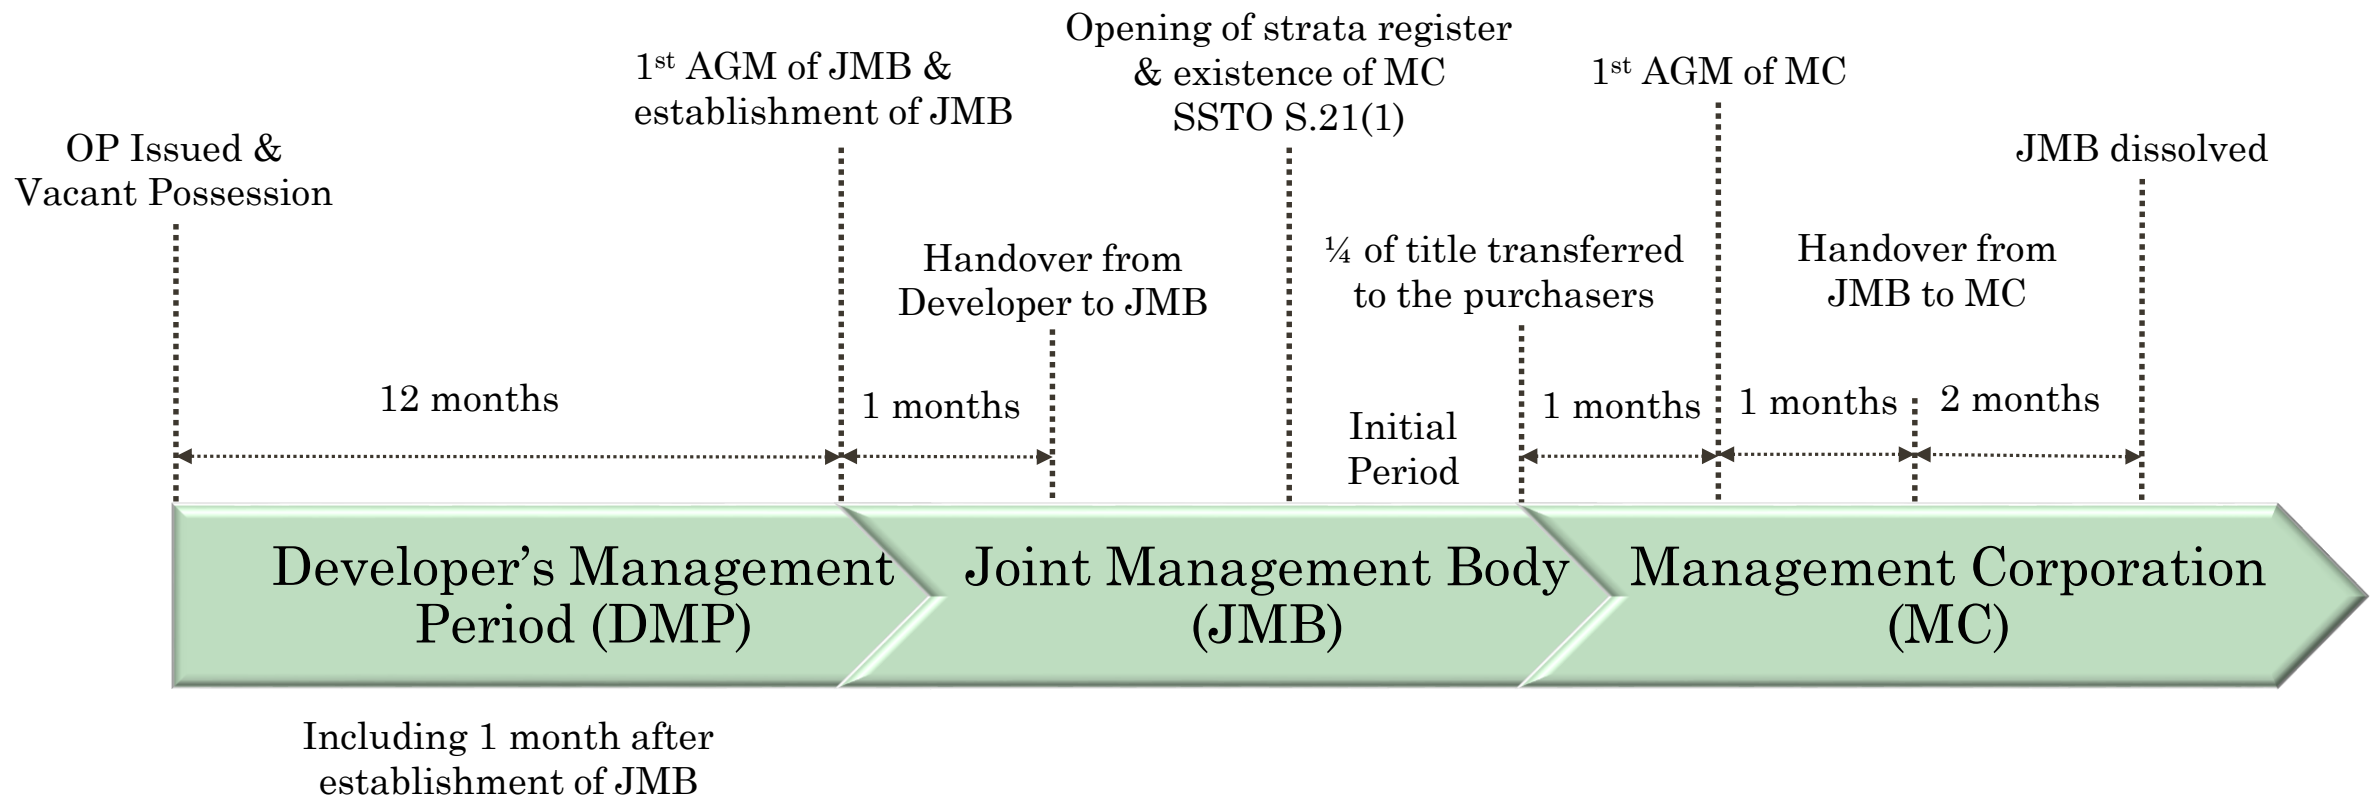 OP Issued &
Vacant Possession
1st AGM of JMB &
establishment of JMB
Handover from
Developer to JMB
Opening of strata register
& existence of MC
SSTO S.21(1)
¼ of title transferred
to the purchasers
1st AGM of MC
Handover from
JMB to MC
JMB dissolved
12 months
1 months
Initial
Period
1 months
1 months
2 months
Developer’s Management
Period (DMP)
Joint Management Body
(JMB)
Management Corporation
(MC)
Including 1 month after
establishment of JMB